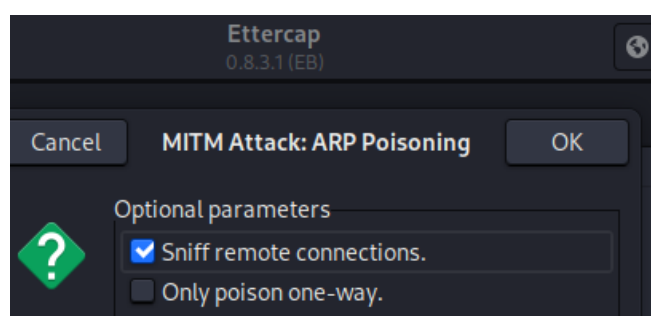 Ettercap
0.8.3.1 (EB)
Cancel MITM Attack: ARP Poisoning OK
Optional parameters
Sniff remote connections.
Only poison one-way.